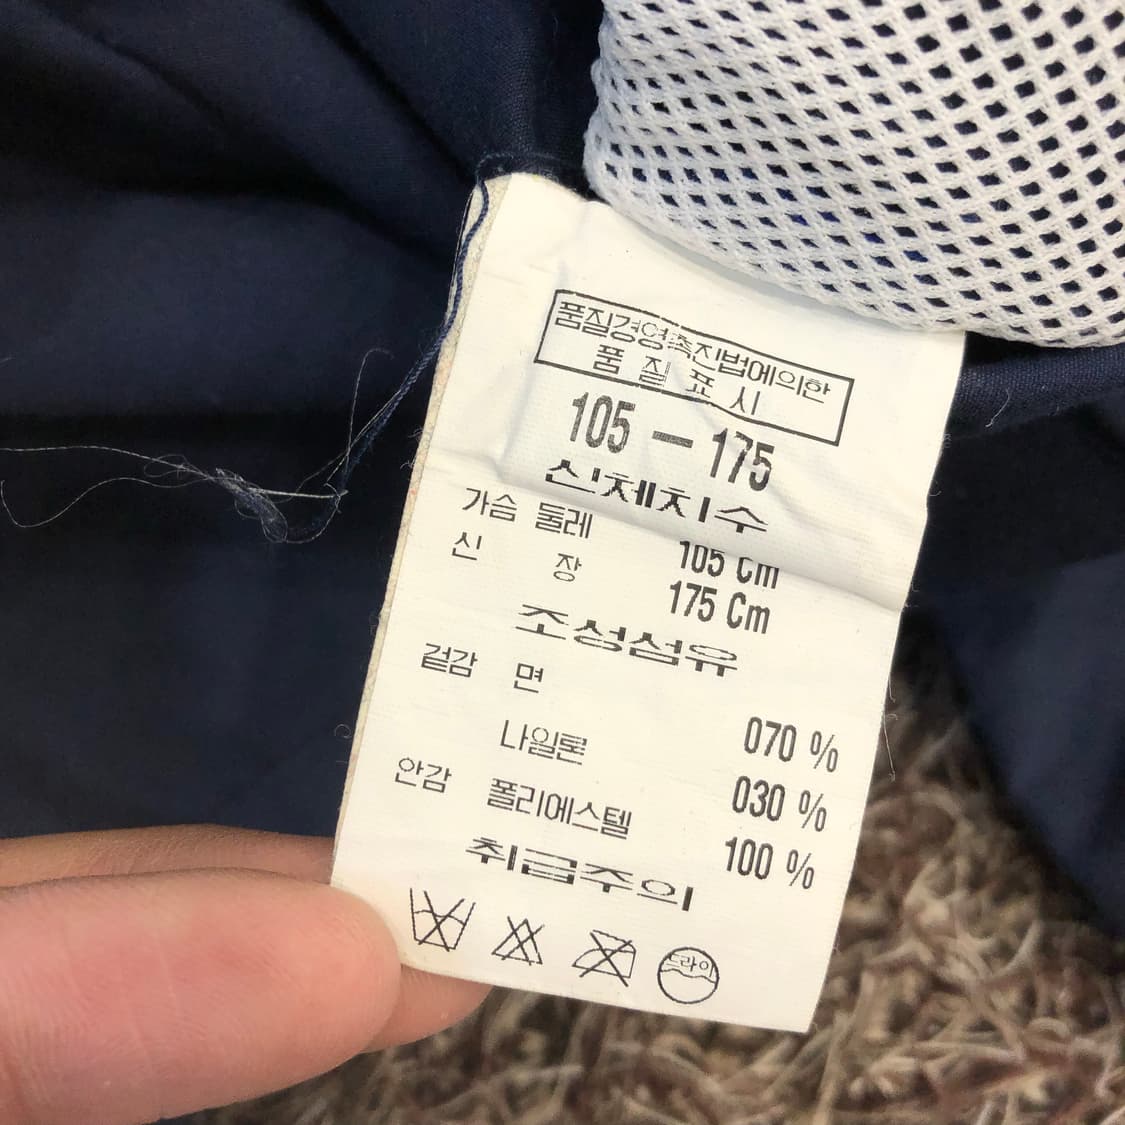 품질경영촉진법에의한
품 질 표 시
105 - 175
신체치수
가슴 둘레 105 Cm
신 장 175 Cm
조성섬유
겉감 면 070 %
나일론 030 %
안감 폴리에스텔 100 %
취급주의
드라이